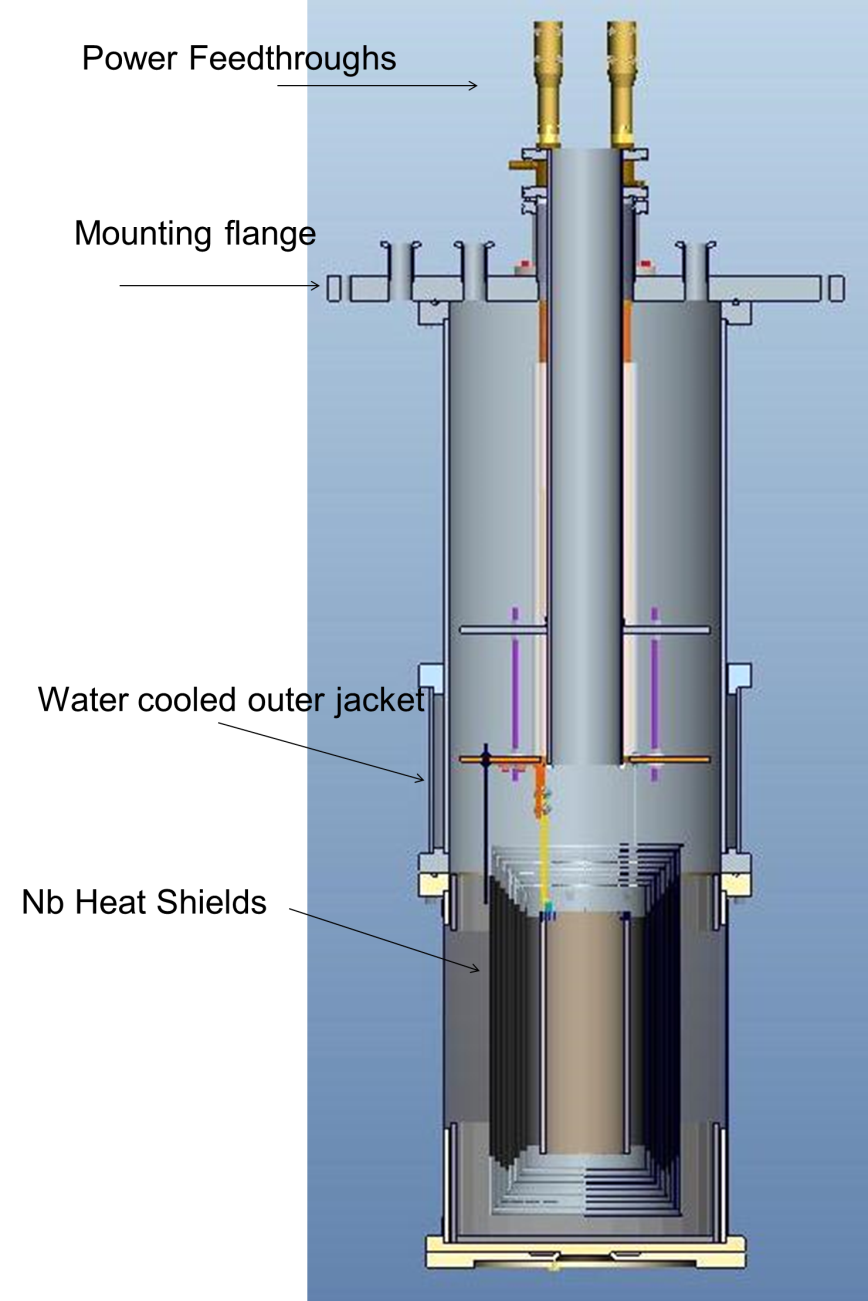 Power Feedthroughs
Mounting flange
Water cooled outer jacket
Nb Heat Shields